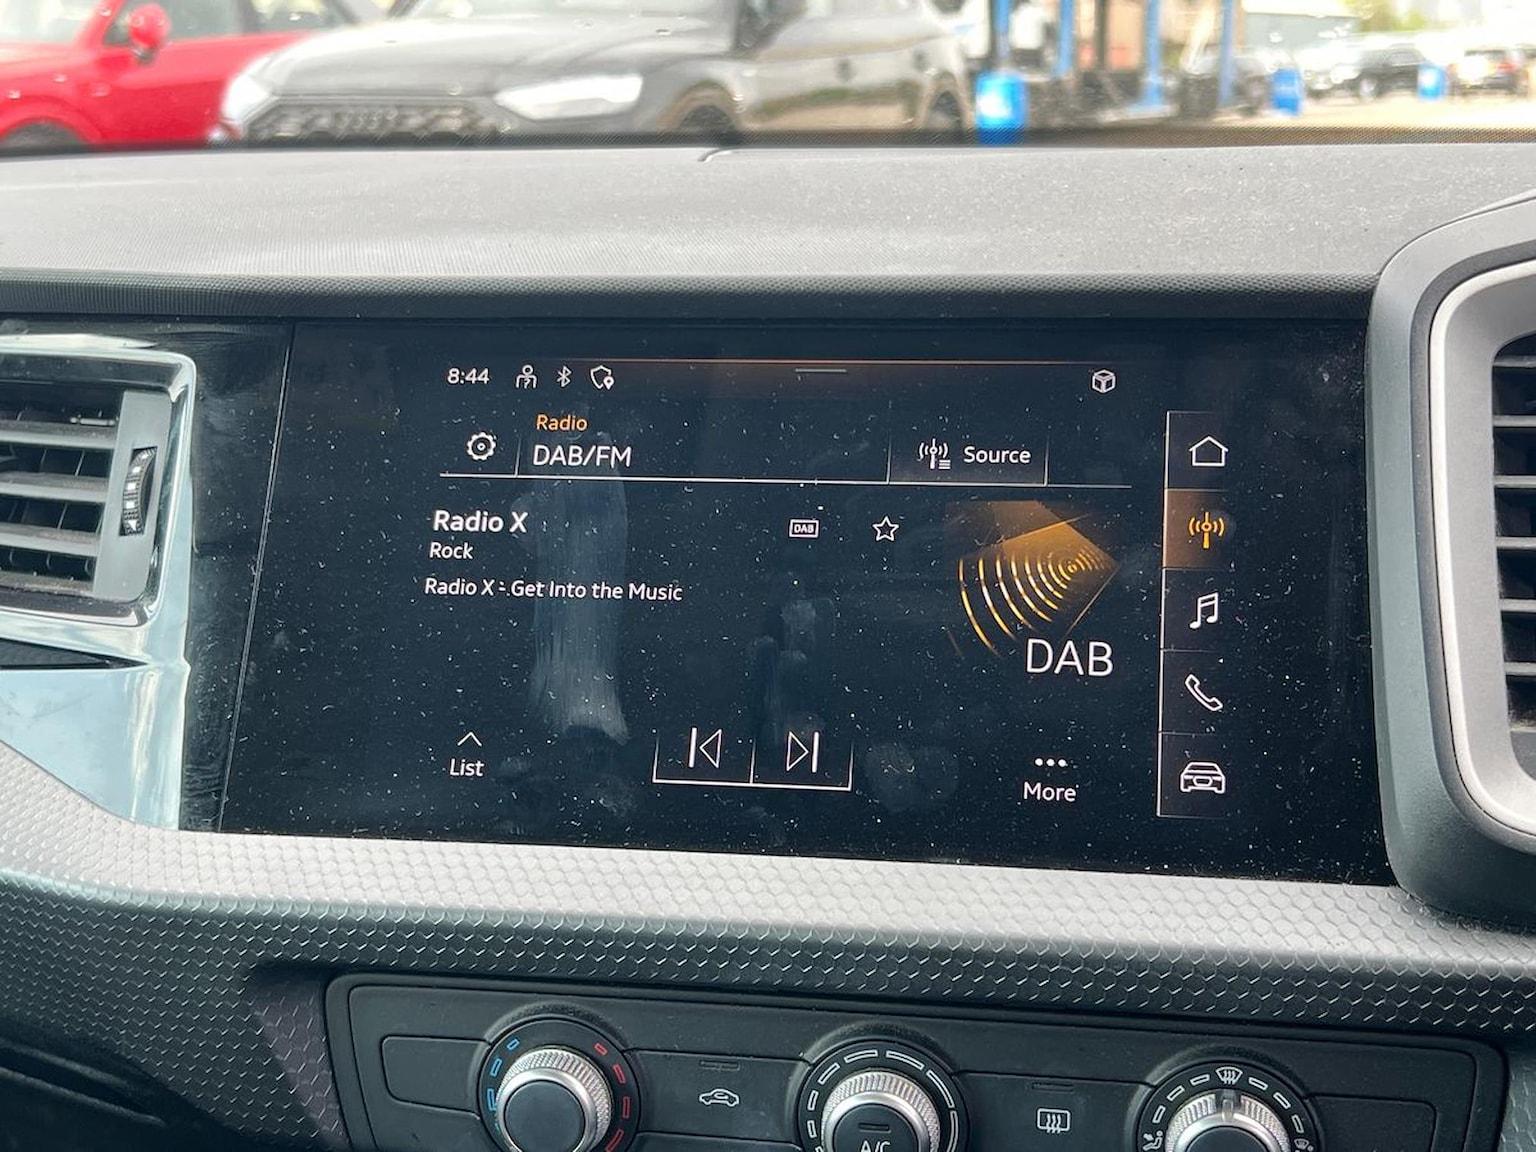 8:44
Radio
DAB/FM
Source
Radio X
DAB
Rock
Radio X - Get Into the Music
DAB
List
More
A/C